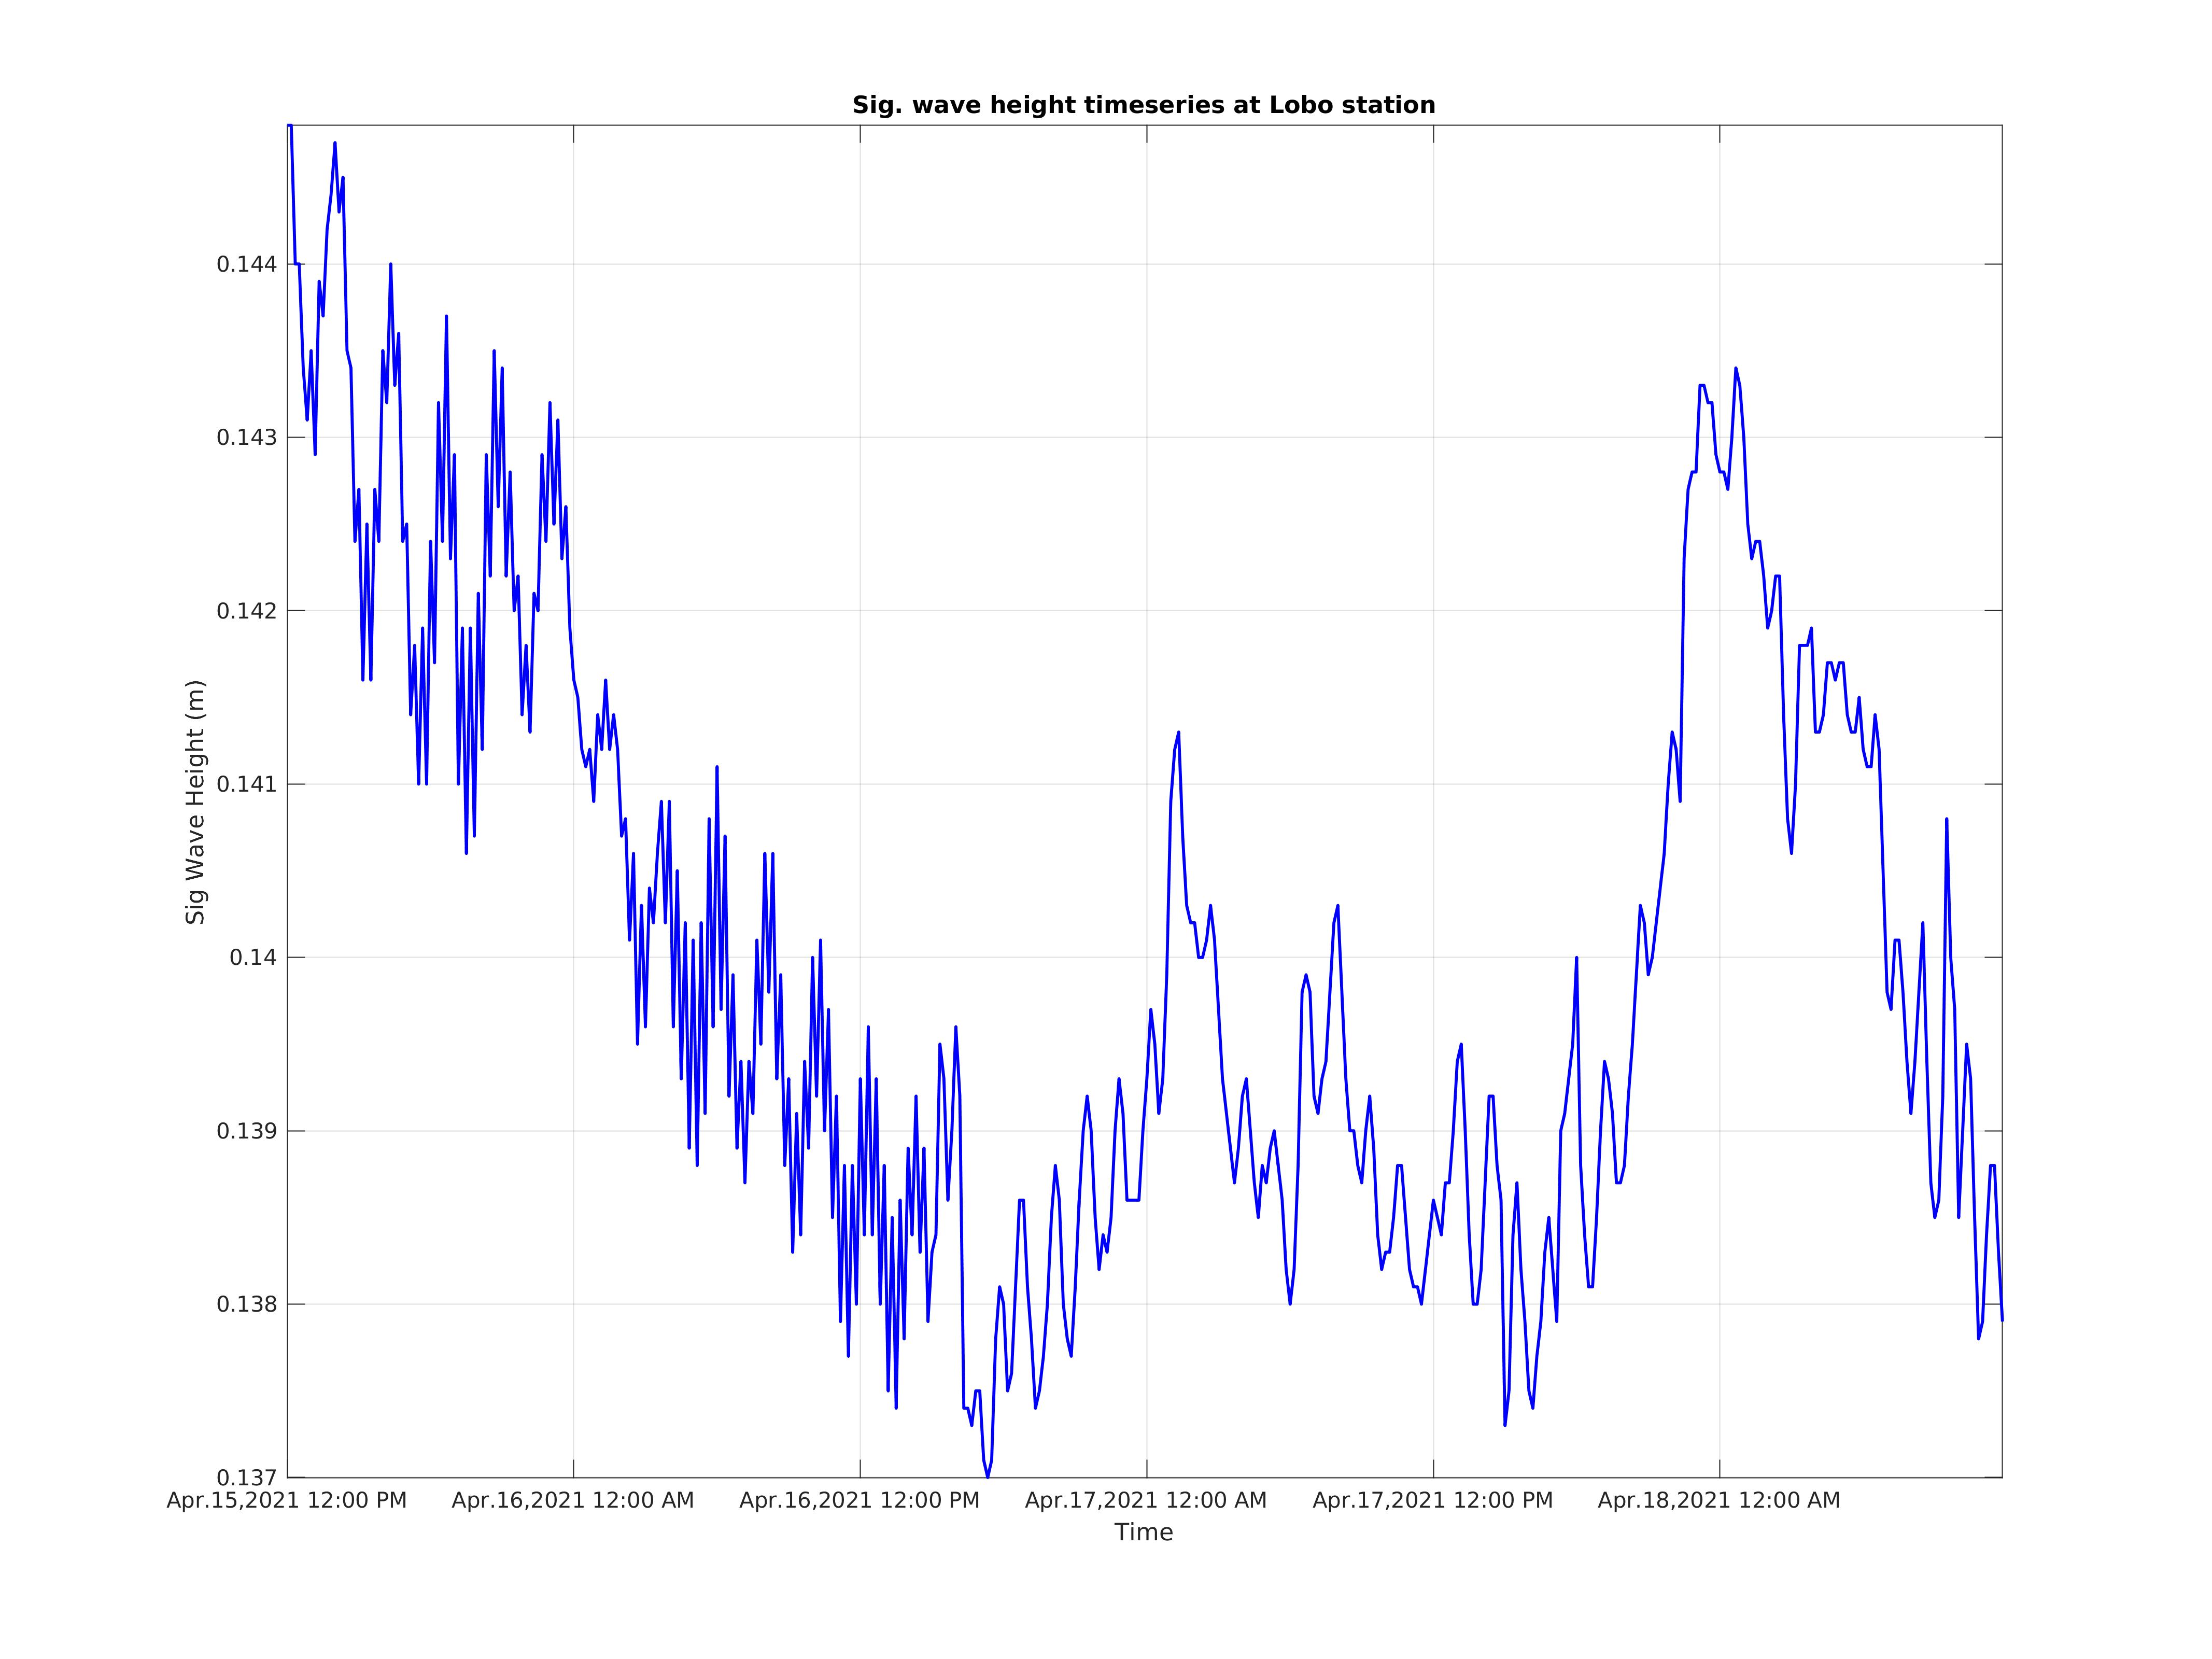 Sig. wave height timeseries at Lobo station
0.144
0.143
0.142
0.141
0.14
0.139
0.138
0.137
Sig Wave Height (m)
Apr.15,2021 12:00 PM Apr.16,2021 12:00 AM Apr.16,2021 12:00 PM Apr.17,2021 12:00 AM Apr.17,2021 12:00 PM Apr.18,2021 12:00 AM
Time